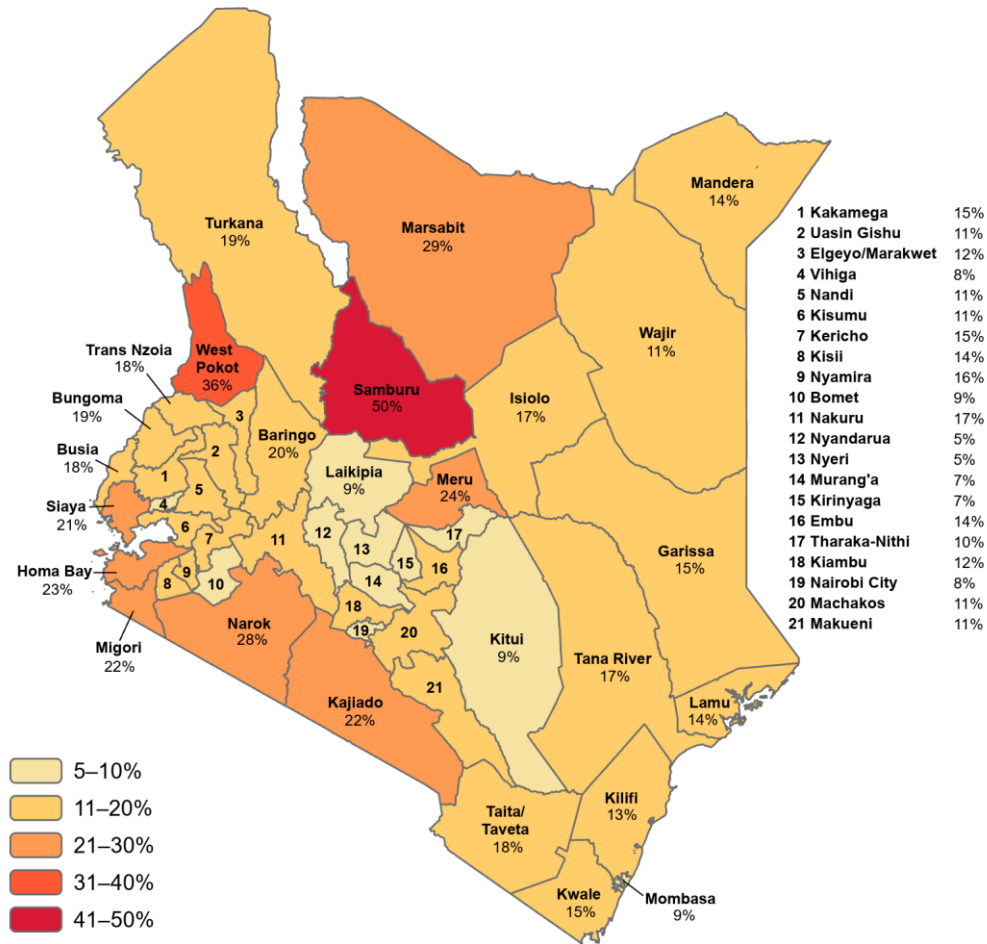 Mandera
14%
Turkana
19%
Marsabit
29%
Wajir
11%
West
Pokot
36%
Trans Nzoia
18%
Bungoma
19%
Busia
18%
Siaya
21%
Homa Bay
23%
Migori
22%
Samburu
50%
Isiolo
17%
Baringo
20%
Laikipia
9%
Meru
24%
Garissa
15%
Narok
28%
Kajiado
22%
Kitui
9%
Tana River
17%
Lamu
14%
Kilifi
13%
Taita/
Taveta
18%
Kwale
15%
Mombasa
9%
3
2
1
5
4
6
7
8
9
10
11
12
13
14
15
16
17
18
19
20
21
1 Kakamega 15%
2 Uasin Gishu 11%
3 Elgeyo/Marakwet 12%
4 Vihiga 8%
5 Nandi 11%
6 Kisumu 11%
7 Kericho 15%
8 Kisii 14%
9 Nyamira 16%
10 Bomet 9%
11 Nakuru 17%
12 Nyandarua 5%
13 Nyeri 5%
14 Murang'a 7%
15 Kirinyaga 7%
16 Embu 14%
17 Tharaka-Nithi 10%
18 Kiambu 12%
19 Nairobi City 8%
20 Machakos 11%
21 Makueni 11%
5–10%
11–20%
21–30%
31–40%
41–50%